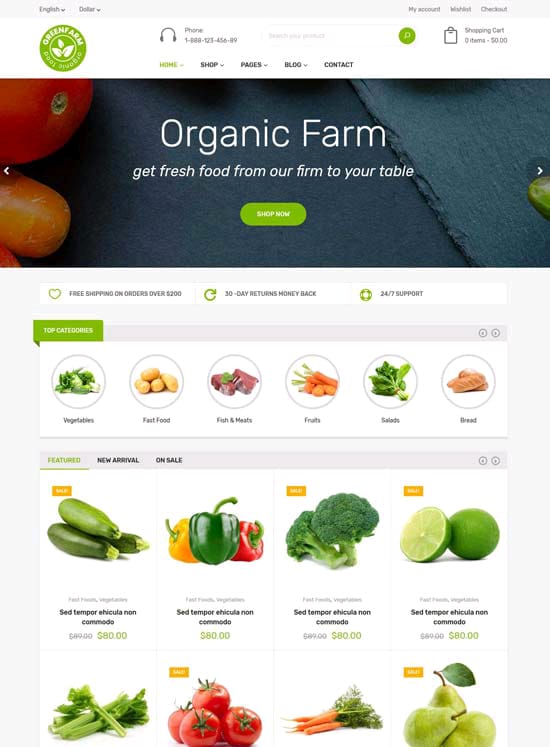 English
Dollar
My account
Wishlist
Checkout
GREENFARM
organic food
Phone:
1-888-123-456-89
Search your product
Shopping Cart
0 items - $0.00
HOME
SHOP
PAGES
BLOG
CONTACT
Organic Farm
get fresh food from our firm to your table
SHOP NOW
FREE SHIPPING ON ORDERS OVER $200
30 -DAY RETURNS MONEY BACK
24/7 SUPPORT
TOP CATEGORIES
Vegetables
Fast Food
Fish & Meats
Fruits
Salads
Bread
FEATURED
NEW ARRIVAL
ON SALE
SALE!
SALE!
SALE!
Fast Foods, Vegetables
Sed tempor ehicula non
commodo
$89.00 $80.00
Fast Foods, Vegetables
Sed tempor ehicula non
commodo
$80.00
Fast Foods, Vegetables
Sed tempor ehicula non
commodo
$89.00 $80.00
Fast Foods, Vegetables
Sed tempor ehicula non
commodo
$89.00 $80.00
SALE!
SALE!